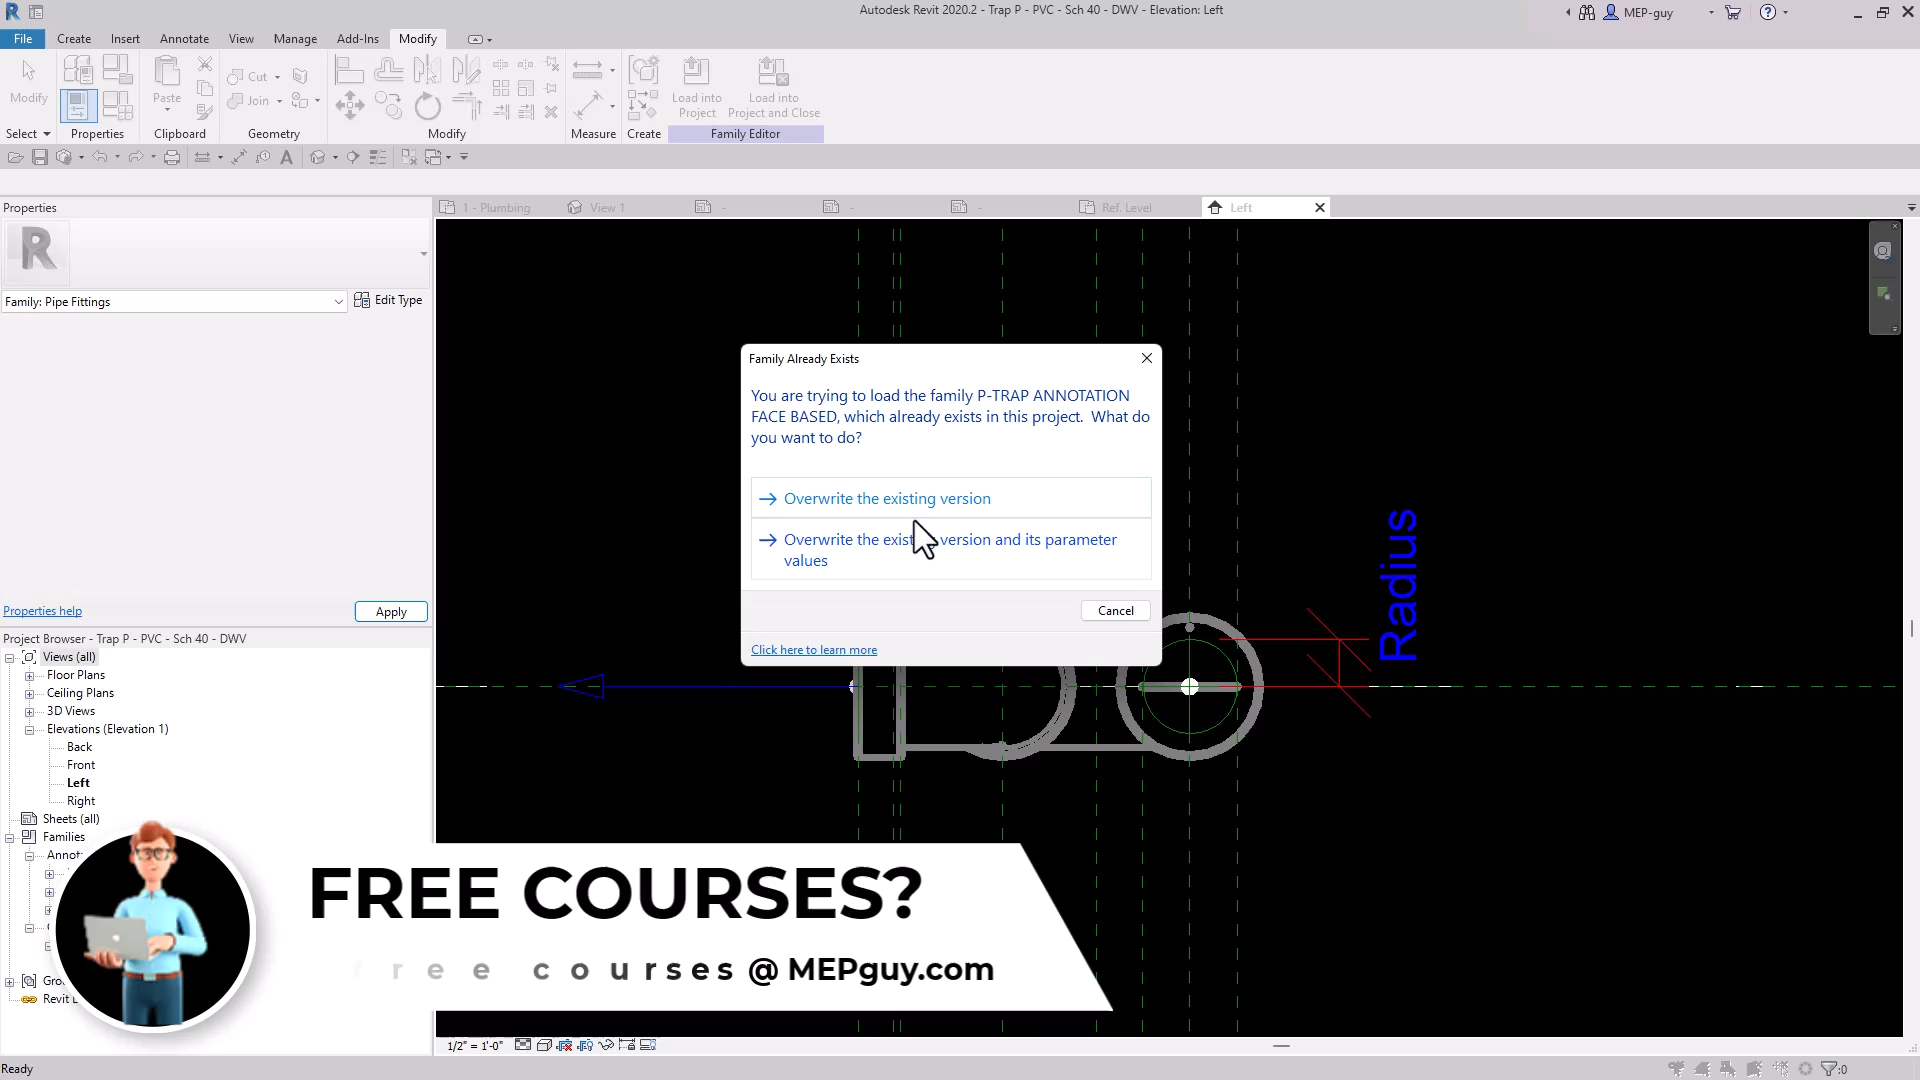 Autodesk Revit 2020.2 - Trap P - PVC - Sch 40 - DWV - Elevation: Left
MEP-guy
File Create Insert Annotate View Manage Add-Ins Modify
Modify
Paste
Cut
Join
Load into
Project
Load into
Project and Close
Select Properties Clipboard Geometry Modify Measure Create Family Editor
Properties
1 - Plumbing
View 1
-
-
-
Ref. Level
Left
Family: Pipe Fittings
Edit Type
Family Already Exists
You are trying to load the family P-TRAP ANNOTATION
FACE BASED, which already exists in this project. What do
you want to do?
Overwrite the existing version
Overwrite the exist version and its parameter
values
Cancel
Click here to learn more
Radius
Properties help
Apply
Project Browser - Trap P - PVC - Sch 40 - DWV
Views (all)
Floor Plans
Ceiling Plans
3D Views
Elevations (Elevation 1)
Back
Front
Left
Right
Sheets (all)
Families
Annot
Gro
Revit L
FREE COURSES?
free courses @ MEPguy.com
1/2" = 1'-0"
Ready
:0